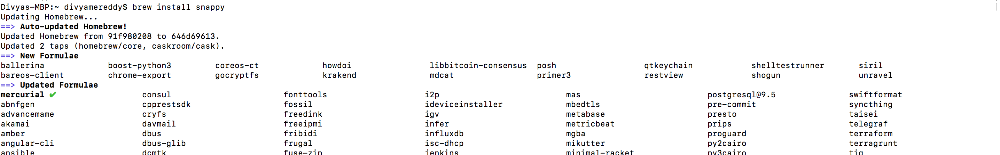 Divyas-MBP:~ divyamereddy$ brew install snappy ]
Updating Homebrew...
==> Auto-updated Homebrew!
Updated Homebrew from 91f980208 to 646d69613.
Updated 2 taps (homebrew/core, caskroom/cask).
==> New Formulae
ballerina boost-python3 coreos-ct howdoi libbitcoin-consensus posh qtkeychain shelltestrunner siril
bareos-client chrome-export gocryptfs krakend mdcat primer3 restview shogun unravel
==> Updated Formulae
mercurial ✔ consul fonttools i2p mas postgresql@9.5 swiftformat
abnfgen cpprestsdk fossil ideviceinstaller mbedtls pre-commit syncthing
advancemame cryfs freedink igv metabase presto taisei
akamai davmail freeipmi infer metricbeat prips telegraf
amber dbus fribidi influxdb mgba proguard terraform
angular-cli dbus-glib frugal isc-dhcp mikutter py2cairo terragrunt
ansible dcmtk fuse-zip jenkins minimal-racket py3cairo tig